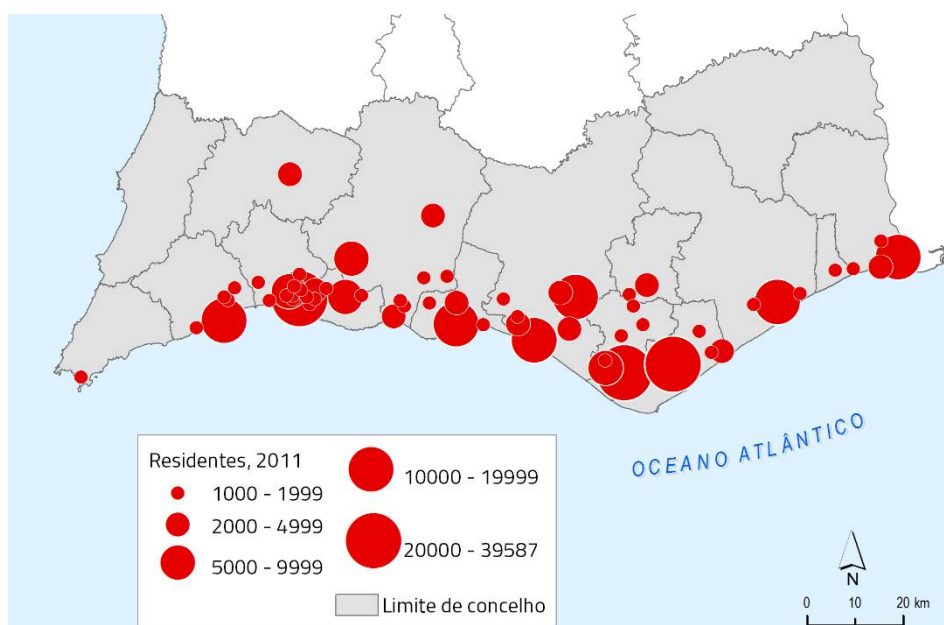 OCEANO ATLÂNTICO
Residentes, 2011
1000 - 1999
2000 - 4999
5000 - 9999
10000 - 19999
20000 - 39587
Limite de concelho
N
0 10 20 km